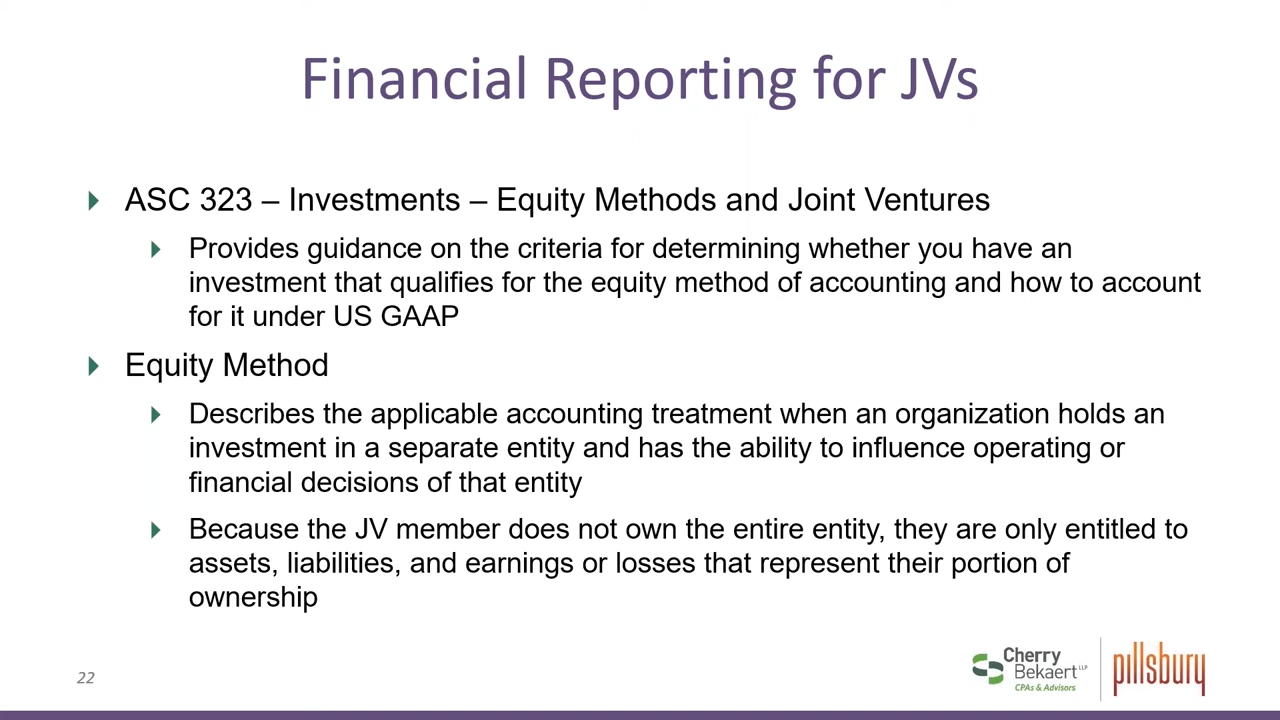 Financial Reporting for JVs
ASC 323 – Investments – Equity Methods and Joint Ventures
Provides guidance on the criteria for determining whether you have an
investment that qualifies for the equity method of accounting and how to account
for it under US GAAP
Equity Method
Describes the applicable accounting treatment when an organization holds an
investment in a separate entity and has the ability to influence operating or
financial decisions of that entity
Because the JV member does not own the entire entity, they are only entitled to
assets, liabilities, and earnings or losses that represent their portion of
ownership
22
Cherry
Bekaert LLP
CPAs & Advisors
pillsbury